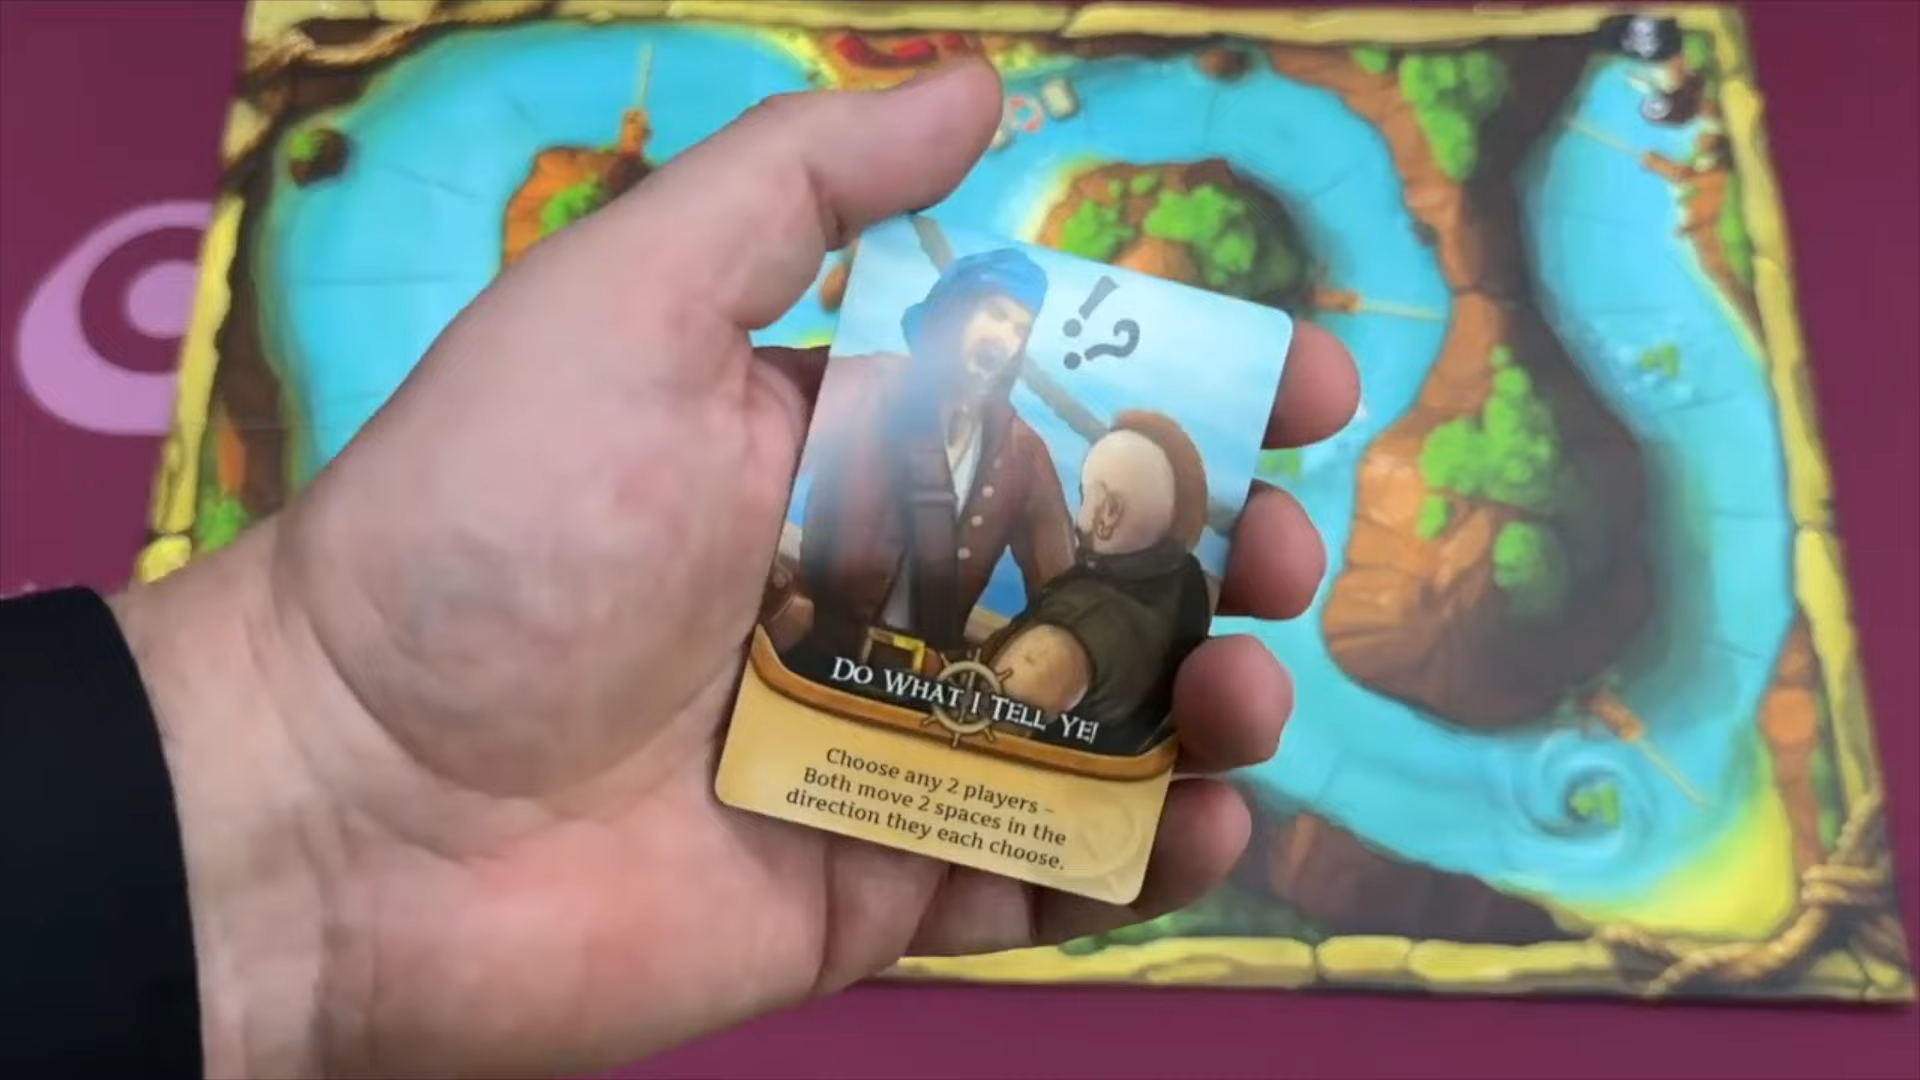 !?
DO WHAT I TELL YE!
Choose any 2 players –
Both move 2 spaces in the
direction they each choose.